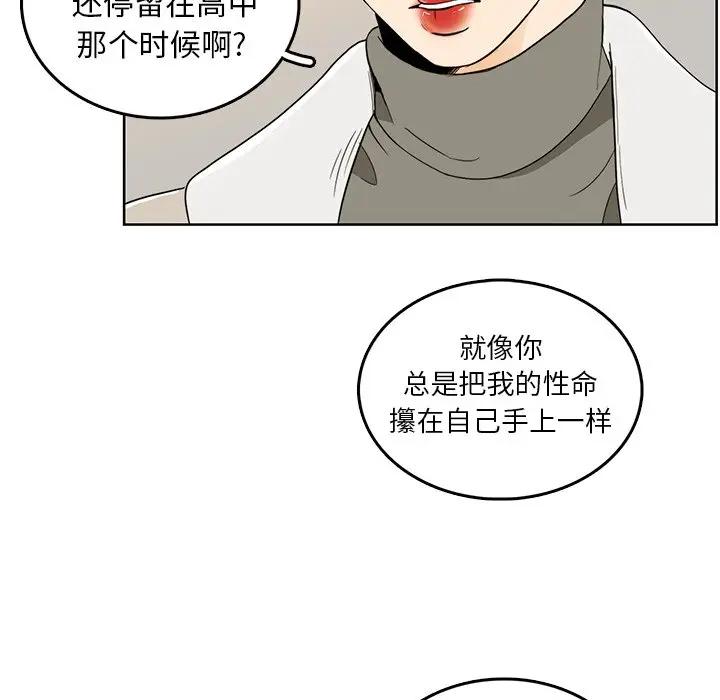 还停留在高中
那个时候啊?
就像你
总是把我的性命
攥在自己手上一样